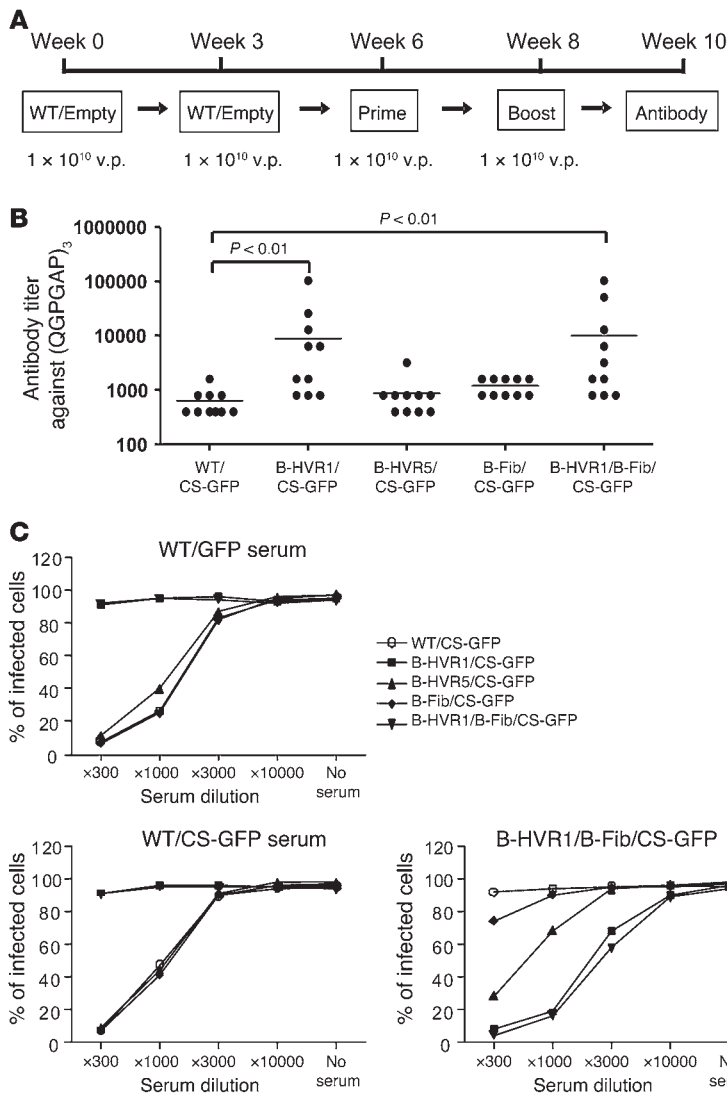 A
Week 0 Week 3 Week 6 Week 8 Week 10
WT/Empty WT/Empty Prime Boost Antibody
1 × 10¹⁰ v.p. 1 × 10¹⁰ v.p. 1 × 10¹⁰ v.p. 1 × 10¹⁰ v.p.
B
Antibody titer
against (QGPGAP)₃
1000000
100000
10000
1000
100
P < 0.01
P < 0.01
WT/
CS-GFP
B-HVR1/
CS-GFP
B-HVR5/
CS-GFP
B-Fib/
CS-GFP
B-HVR1/B-Fib/
CS-GFP
C
WT/GFP serum
% of infected cells
120
100
80
60
40
20
0
×300 ×1000 ×3000 ×10000 No
serum
Serum dilution
WT/CS-GFP
B-HVR1/CS-GFP
B-HVR5/CS-GFP
B-Fib/CS-GFP
B-HVR1/B-Fib/CS-GFP
WT/CS-GFP serum
% of infected cells
120
100
80
60
40
20
0
×300 ×1000 ×3000 ×10000 No
serum
Serum dilution
B-HVR1/B-Fib/CS-GFP
% of infected cells
120
100
80
60
40
20
0
×300 ×1000 ×3000 ×10000
Serum dilution